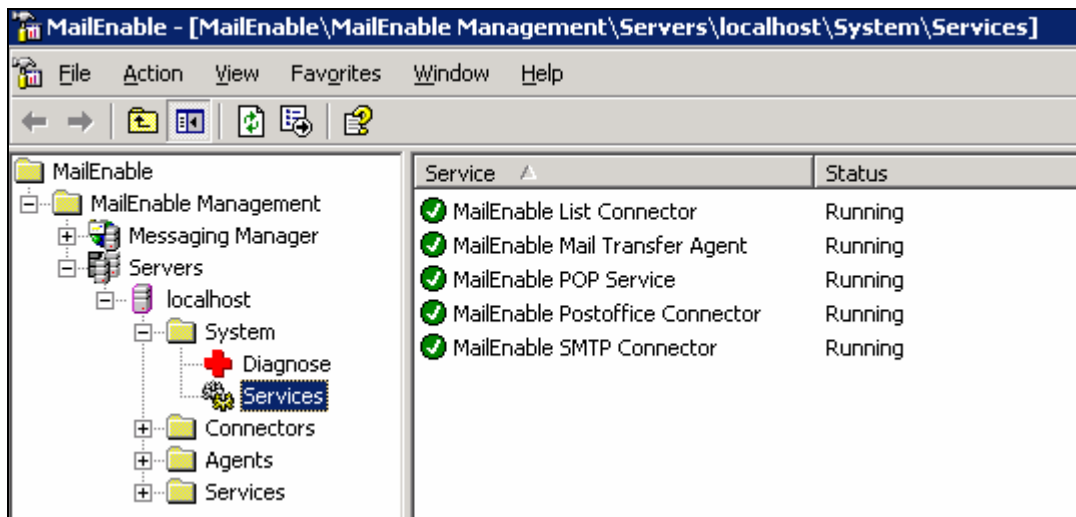 MailEnable - [MailEnable\MailEnable Management\Servers\localhost\System\Services]
File Action View Favorites Window Help
MailEnable
MailEnable Management
Messaging Manager
Servers
localhost
System
Diagnose
Services
Connectors
Agents
Services
Service Status
MailEnable List Connector Running
MailEnable Mail Transfer Agent Running
MailEnable POP Service Running
MailEnable Postoffice Connector Running
MailEnable SMTP Connector Running